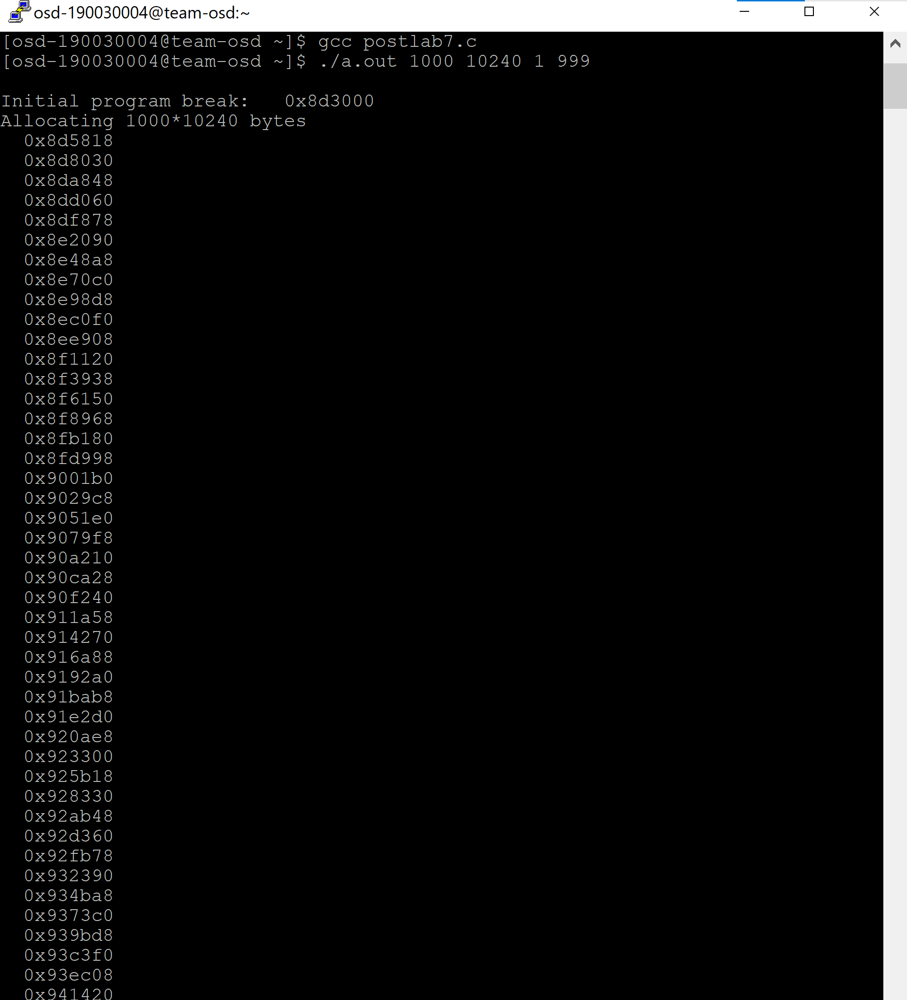 osd-190030004@team-osd:~
[osd-190030004@team-osd ~]$ gcc postlab7.c
[osd-190030004@team-osd ~]$ ./a.out 1000 10240 1 999
Initial program break:   0x8d3000
Allocating 1000*10240 bytes
0x8d5818
0x8d8030
0x8da848
0x8dd060
0x8df878
0x8e2090
0x8e48a8
0x8e70c0
0x8e98d8
0x8ec0f0
0x8ee908
0x8f1120
0x8f3938
0x8f6150
0x8f8968
0x8fb180
0x8fd998
0x9001b0
0x9029c8
0x9051e0
0x9079f8
0x90a210
0x90ca28
0x90f240
0x911a58
0x914270
0x916a88
0x9192a0
0x91bab8
0x91e2d0
0x920ae8
0x923300
0x925b18
0x928330
0x92ab48
0x92d360
0x92fb78
0x932390
0x934ba8
0x9373c0
0x939bd8
0x93c3f0
0x93ec08
0x941420